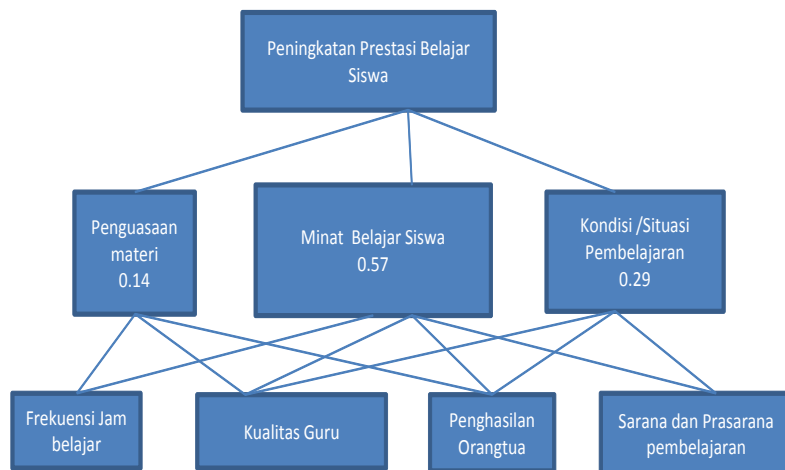 Peningkatan Prestasi Belajar
Siswa
Penguasaan
materi
0.14
Minat Belajar Siswa
0.57
Kondisi /Situasi
Pembelajaran
0.29
Frekuensi Jam
belajar
Kualitas Guru
Penghasilan
Orangtua
Sarana dan Prasarana
pembelajaran